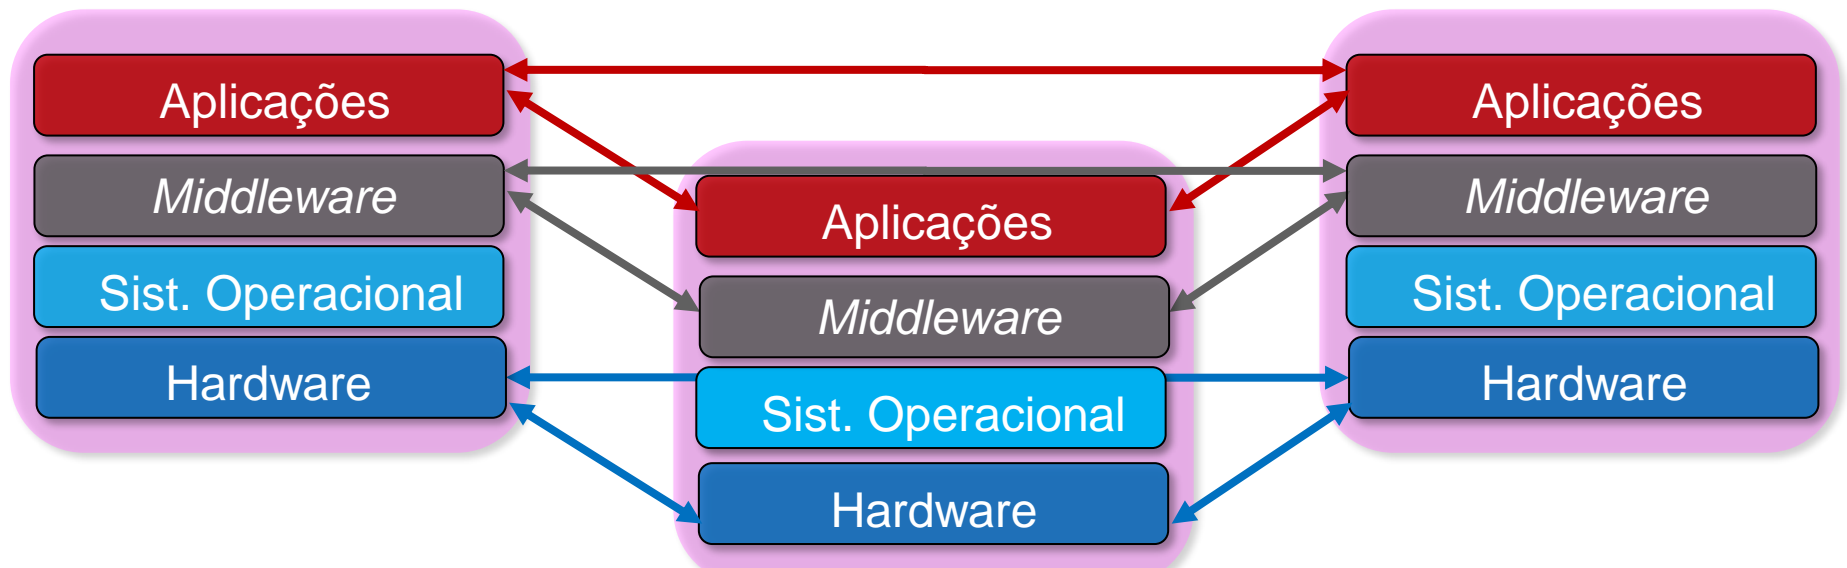 Aplicações
Middleware
Sist. Operacional
Hardware
Aplicações
Middleware
Sist. Operacional
Hardware
Aplicações
Middleware
Sist. Operacional
Hardware